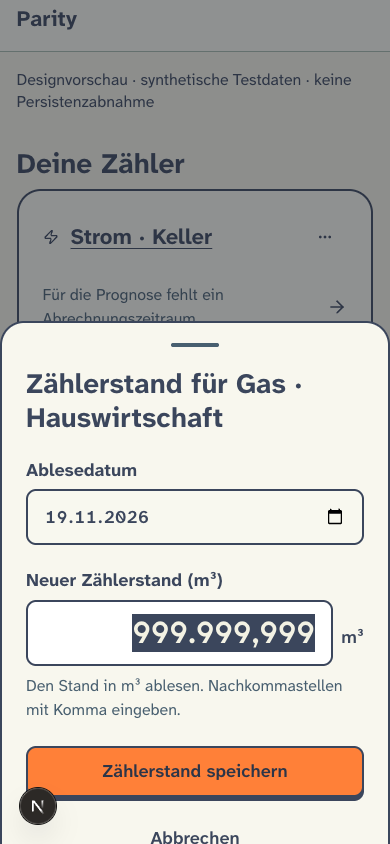 Parity
Designvorschau · synthetische Testdaten · keine
Persistenzabnahme
Deine Zähler
Strom · Keller
Für die Prognose fehlt ein
Abrechnungszeitraum
Zählerstand für Gas ·
Hauswirtschaft
Ablesedatum
19.11.2026
Neuer Zählerstand (m³)
999.999,999
m³
Den Stand in m³ ablesen. Nachkommastellen
mit Komma eingeben.
Zählerstand speichern
N
Abbrechen